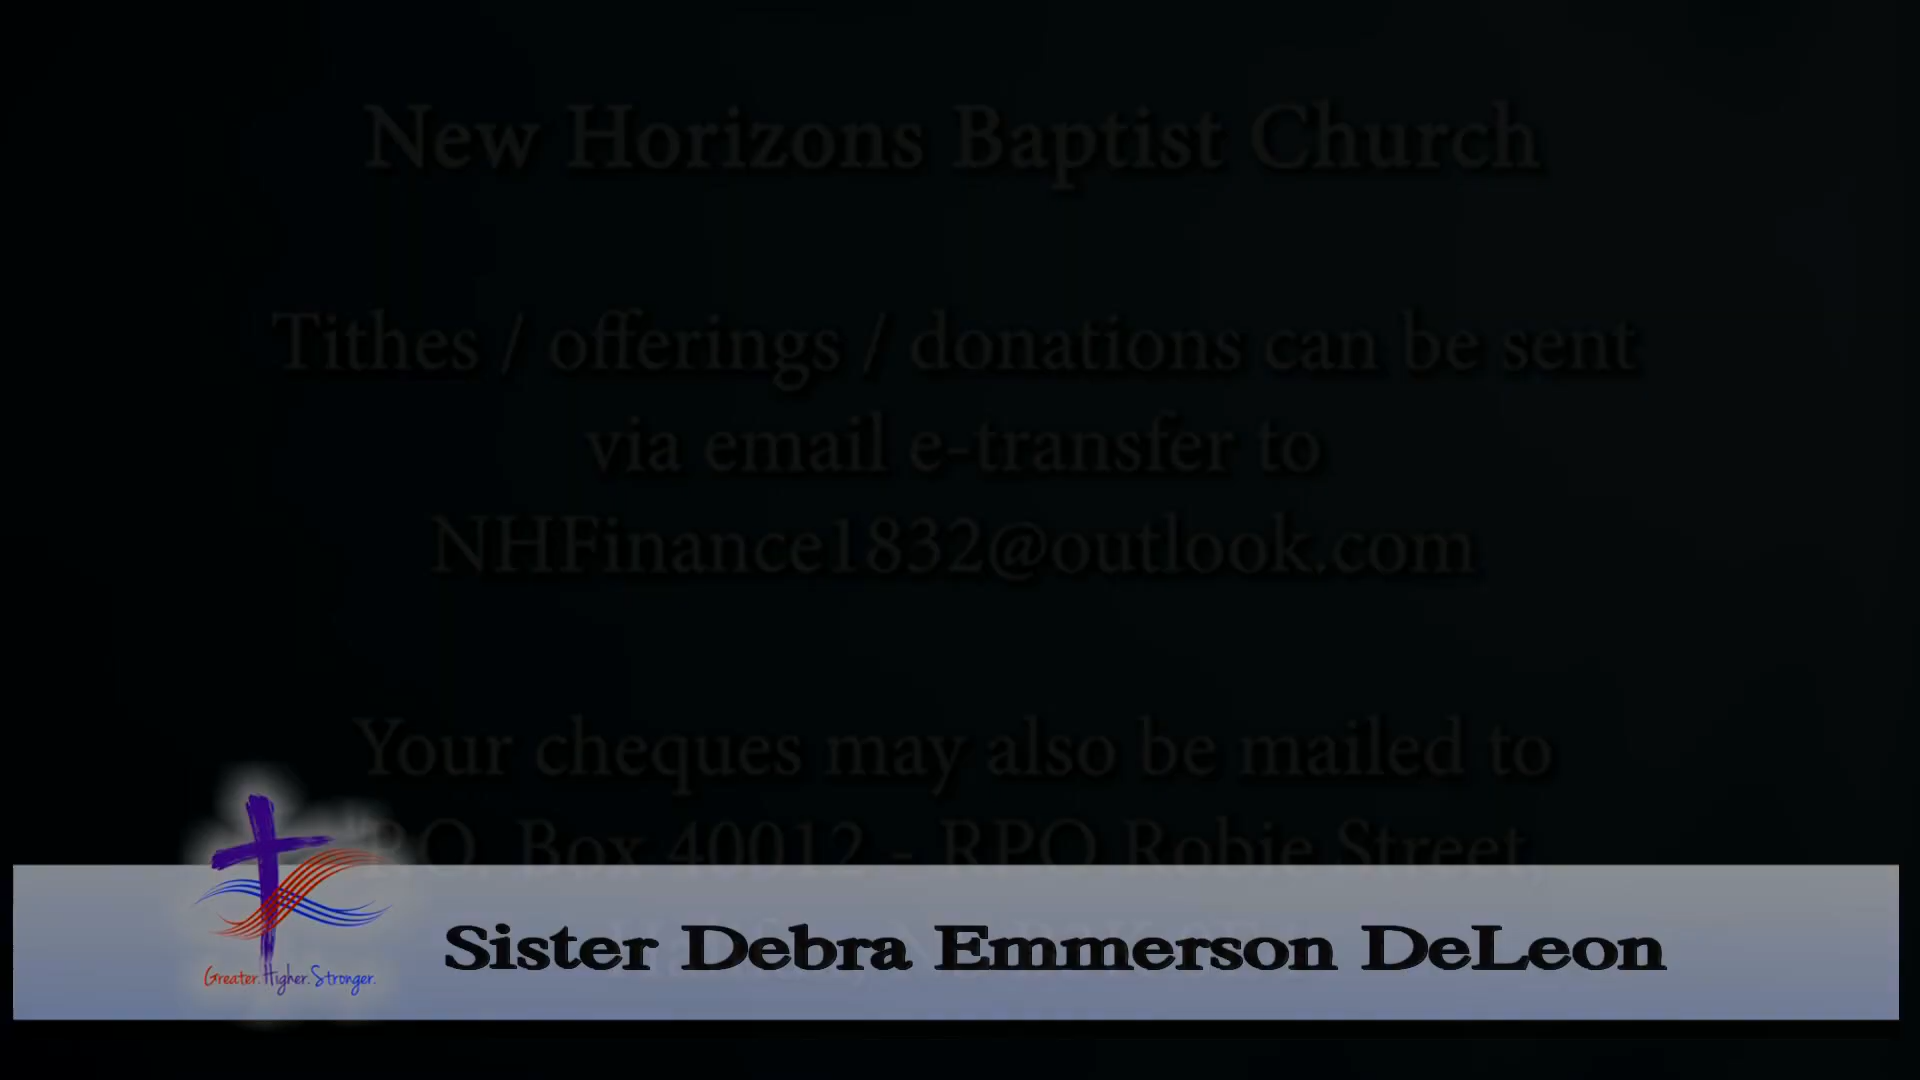 New Horizons Baptist Church
Tithes / offerings / donations can be sent
via email e-transfer to
NHFinance1832@outlook.com
Your cheques may also be mailed to
P.O. Box 40012 - RPO Robie Street,
Greater. Higher. Stronger.
Sister Debra Emmerson DeLeon